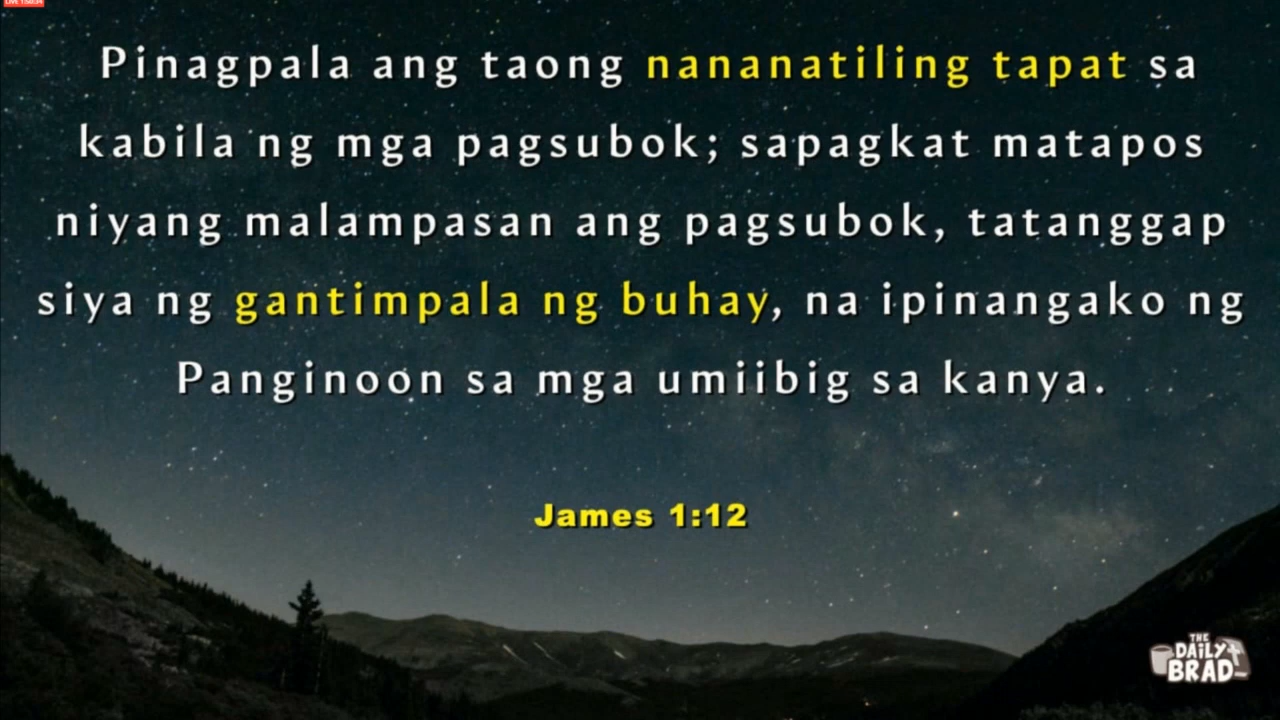 Pinagpala ang taong nananatiling tapat sa
kabila ng mga pagsubok; sapagkat matapos
niyang malampasan ang pagsubok, tatanggap
siya ng gantimpala ng buhay, na ipinangako ng
Panginoon sa mga umiibig sa kanya.
James 1:12
THE
DAILY
BRAD